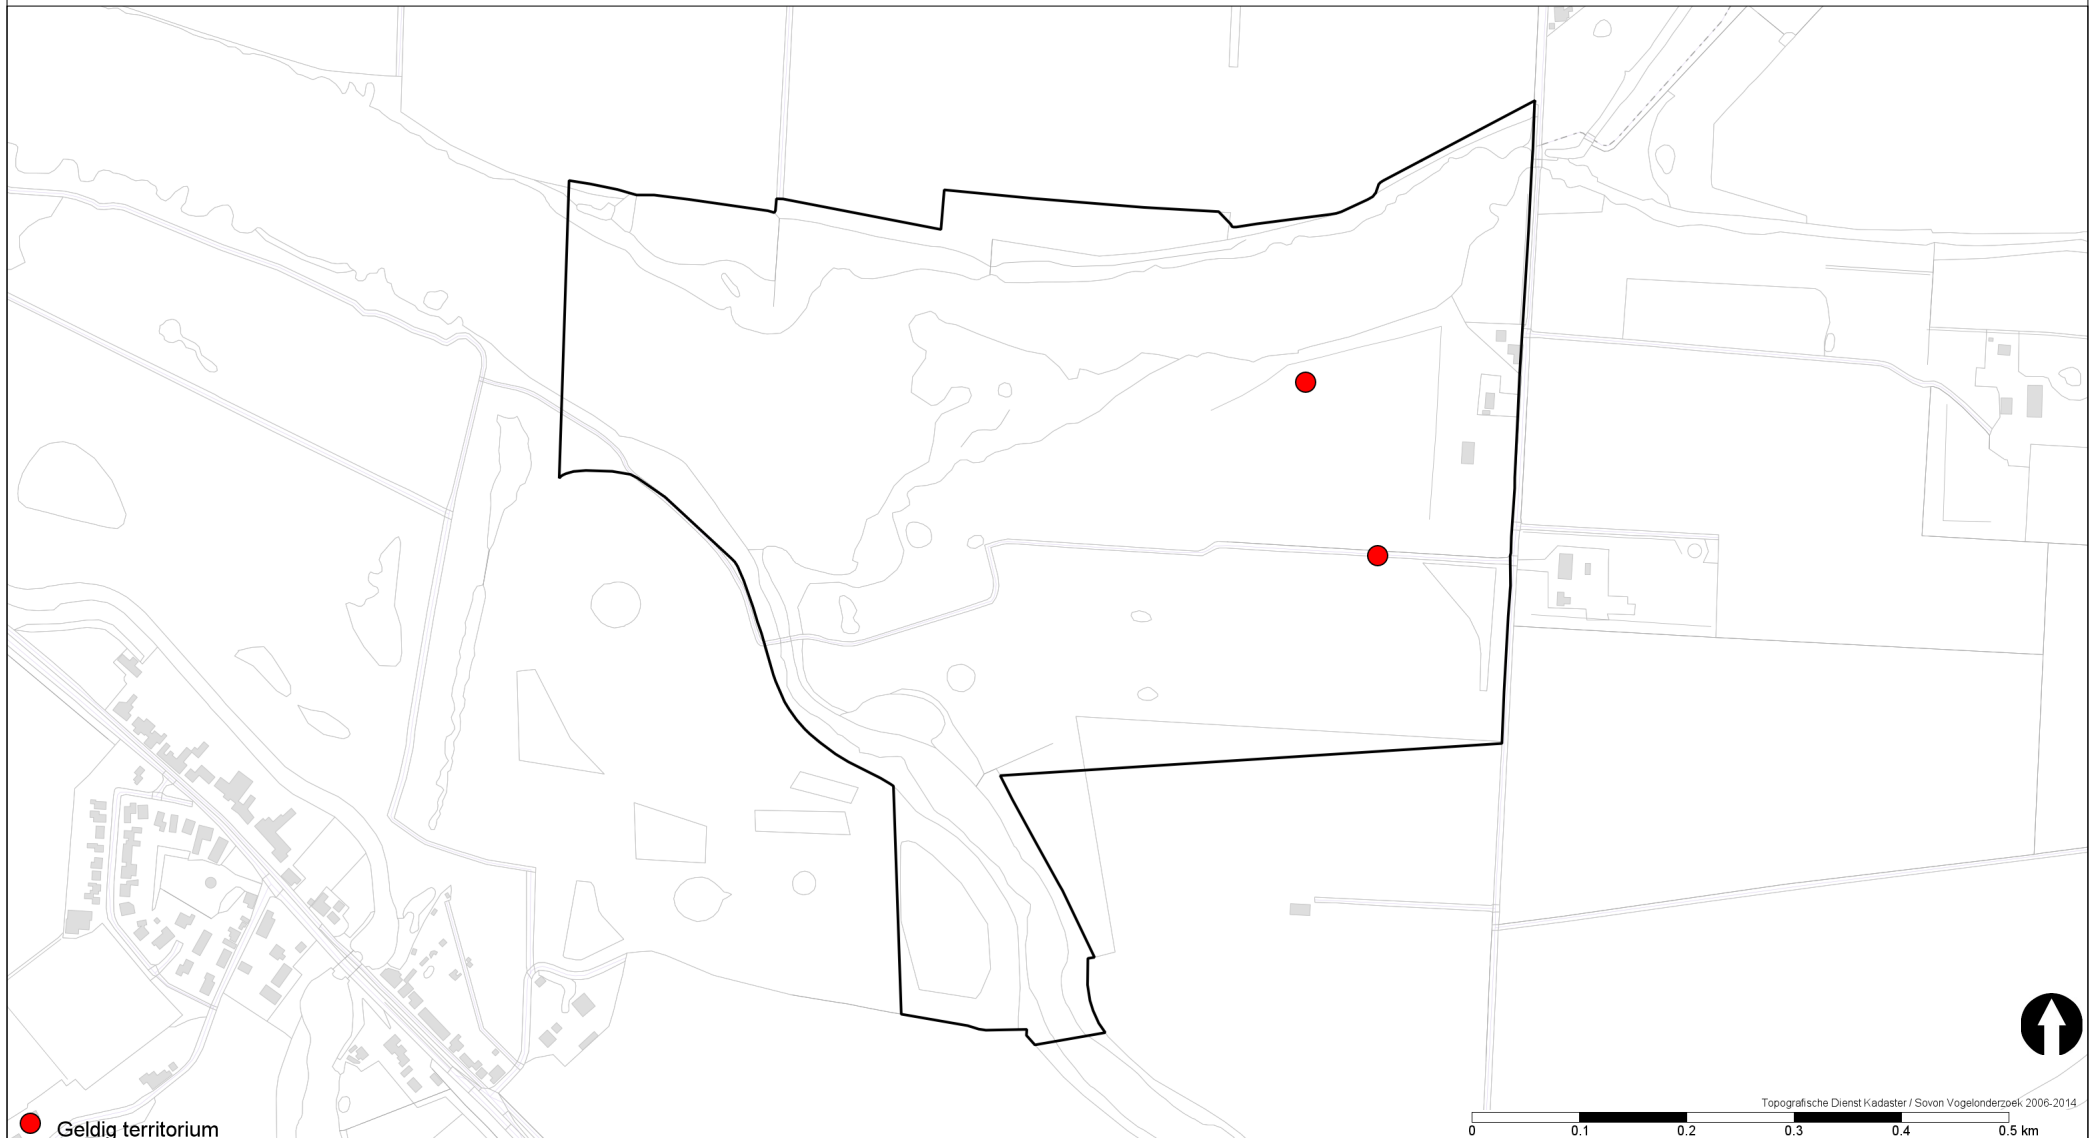 Topografische Dienst Kadaster / Sovon Vogelonderzoek 2006-2014
Geldig territorium
0 0.1 0.2 0.3 0.4 0.5 km